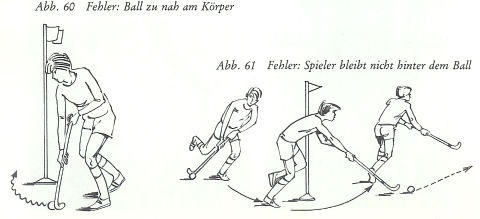 Abb. 60 Fehler: Ball zu nah am Körper
Abb. 61 Fehler: Spieler bleibt nicht hinter dem Ball